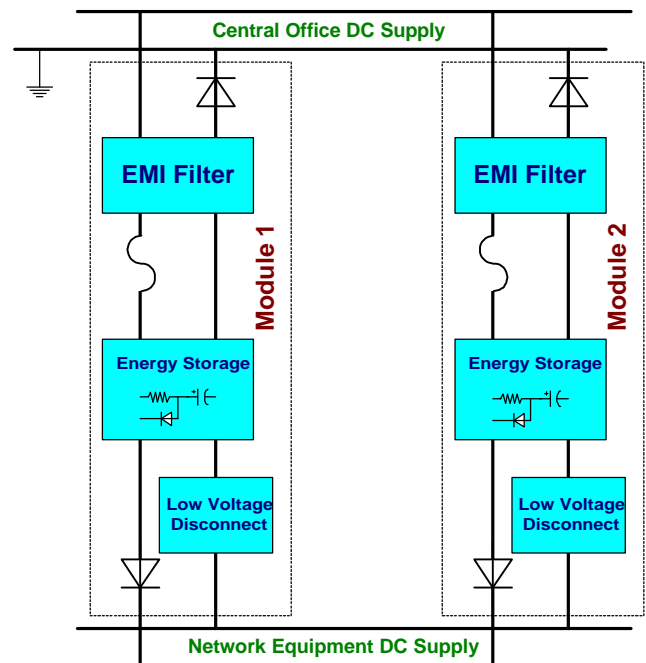 Central Office DC Supply
EMI Filter
Module 1
Energy Storage
+
Low Voltage
Disconnect
EMI Filter
Module 2
Energy Storage
+
Low Voltage
Disconnect
Network Equipment DC Supply